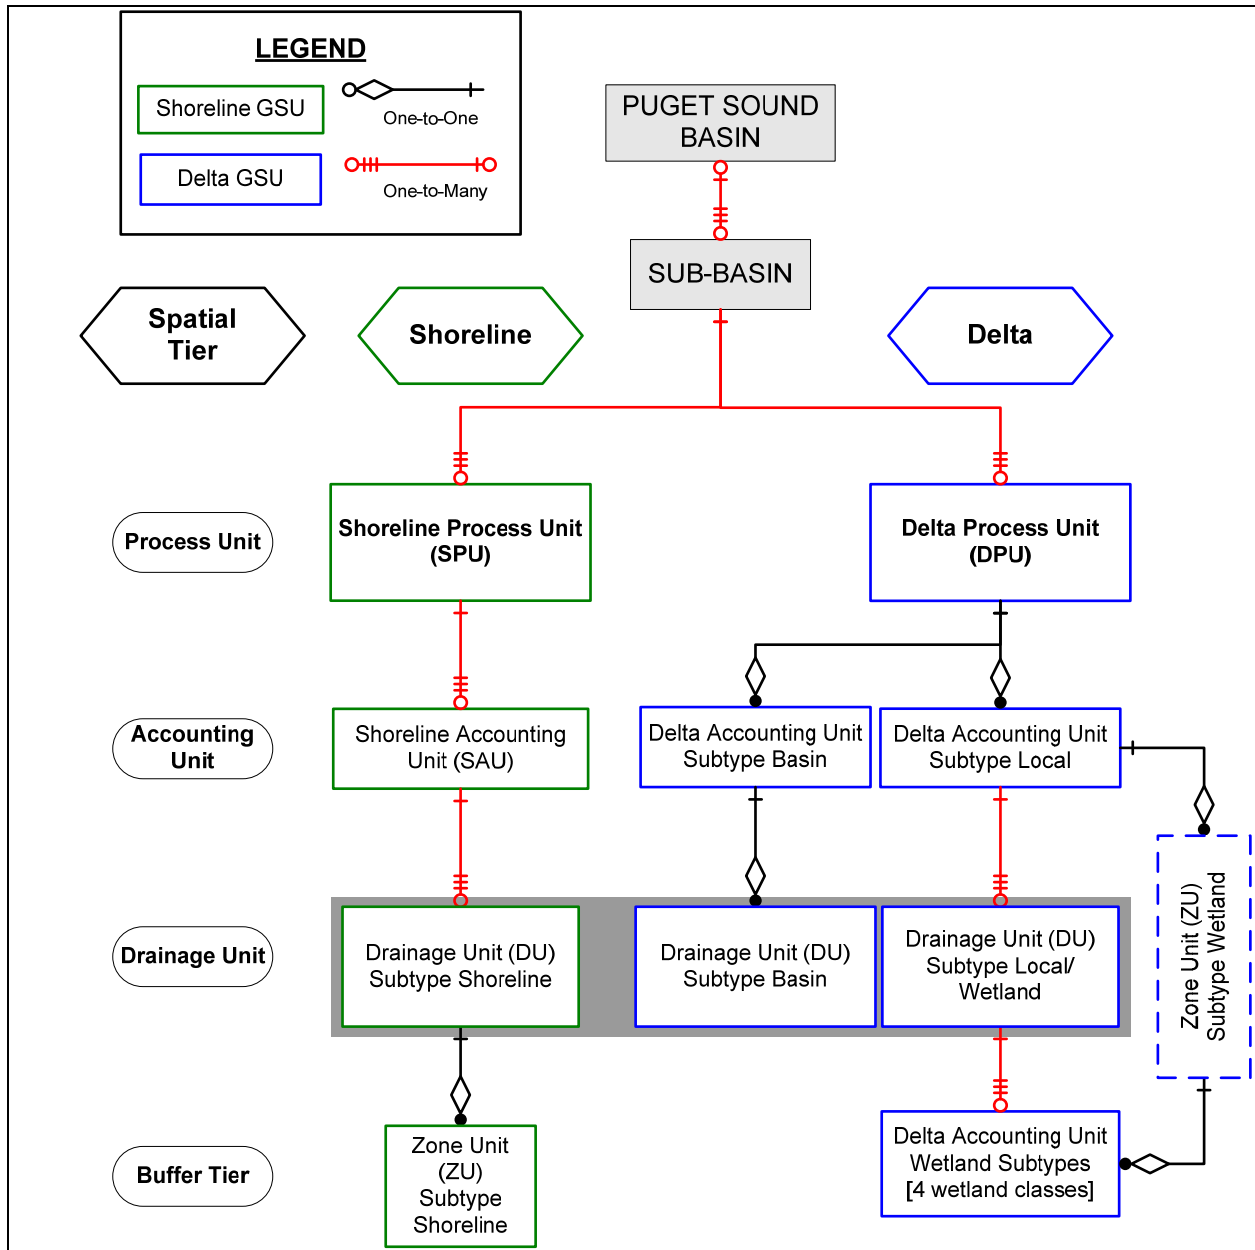 LEGEND
Shoreline GSU
One-to-One
Delta GSU
One-to-Many
PUGET SOUND
BASIN
SUB-BASIN
Spatial
Tier
Shoreline
Delta
Process Unit
Shoreline Process Unit
(SPU)
Delta Process Unit
(DPU)
Accounting
Unit
Shoreline Accounting
Unit (SAU)
Delta Accounting Unit
Subtype Basin
Delta Accounting Unit
Subtype Local
Zone Unit (ZU)
Subtype Wetland
Drainage Unit
Drainage Unit (DU)
Subtype Shoreline
Drainage Unit (DU)
Subtype Basin
Drainage Unit (DU)
Subtype Local/
Wetland
Buffer Tier
Zone Unit
(ZU)
Subtype
Shoreline
Delta Accounting Unit
Wetland Subtypes
[4 wetland classes]